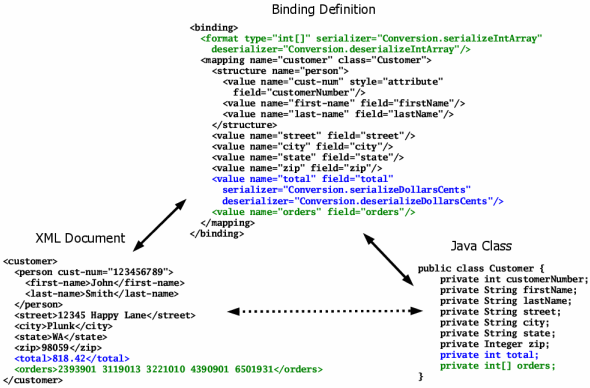 Binding Definition
<binding>
<format type="int[]" serializer="Conversion.serializeIntArray"
deserializer="Conversion.deserializeIntArray"/>
<mapping name="customer" class="Customer">
<structure name="person">
<value name="cust-num" style="attribute"
field="customerNumber"/>
<value name="first-name" field="firstName"/>
<value name="last-name" field="lastName"/>
</structure>
<value name="street" field="street"/>
<value name="city" field="city"/>
<value name="state" field="state"/>
<value name="zip" field="zip"/>
<value name="total" field="total"
serializer="Conversion.serializeDollarsCents"
deserializer="Conversion.deserializeDollarsCents"/>
<value name="orders" field="orders"/>
</mapping>
</binding>
XML Document
<customer>
<person cust-num="123456789">
<first-name>John</first-name>
<last-name>Smith</last-name>
</person>
<street>12345 Happy Lane</street>
<city>Plunk</city>
<state>WA</state>
<zip>98059</zip>
<total>818.42</total>
<orders>2393901 3119013 3221010 4390901 6501931</orders>
</customer>
Java Class
public class Customer {
private int customerNumber;
private String firstName;
private String lastName;
private String street;
private String city;
private String state;
private Integer zip;
private int total;
private int[] orders;
}